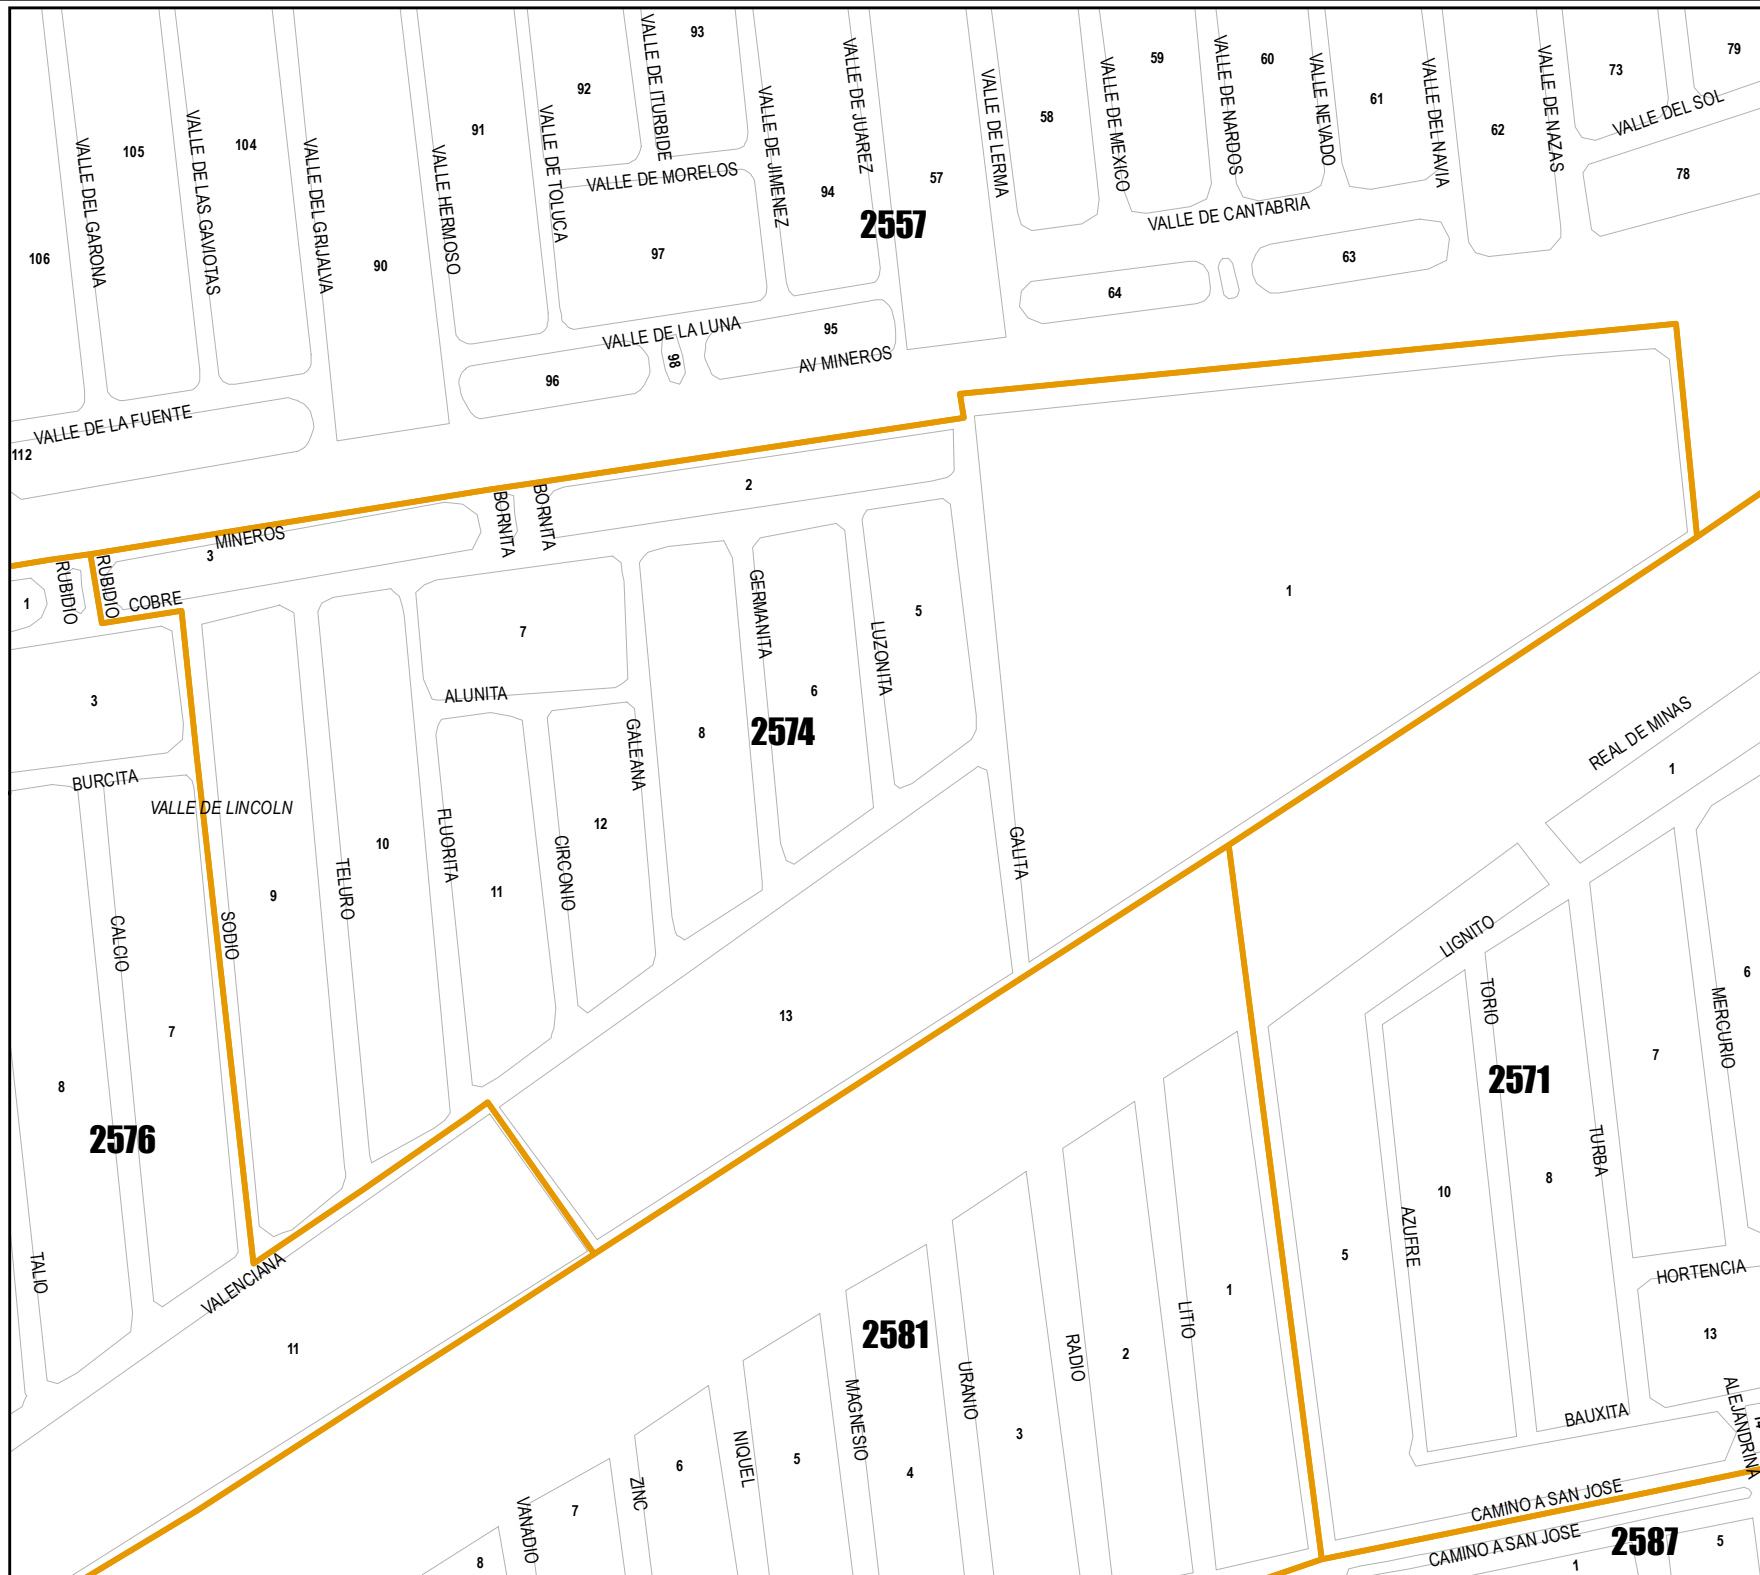 93
79
59
60
73
92
61
VALLE DE ITURBIDE
VALLE DE JUAREZ
VALLE DE NARDOS
VALLE NEVADO
VALLE DE MEXICO
VALLE DEL NAVIA
VALLE DE NAZAS
VALLE DEL SOL
58
62
91
105
104
VALLE DEL GARONA
VALLE DE LAS GAVIOTAS
VALLE DEL GRIJALVA
VALLE HERMOSO
VALLE DE TOLUCA
VALLE DE JIMENEZ
VALLE DE LERMA
VALLE DE MORELOS
94
57
78
VALLE DE CANTABRIA
2557
106
90
97
63
64
VALLE DE LA LUNA
95
98
AV MINEROS
96
VALLE DE LA FUENTE
112
2
BORNITA
BORNITA
MINEROS
3
RUBIDIO
RUBIDIO
COBRE
1
1
5
7
GERMANITA
LUZONITA
6
ALUNITA
3
GALEANA
8
2574
REAL DE MINAS
1
BURCITA
VALLE DE LINCOLN
12
10
FLUORITA
CIRCONIO
GALITA
TELURO
11
9
SODIO
CALCIO
LIGNITO
6
TORIO
MERCURIO
13
7
7
2571
8
2576
TURBA
10
8
AZUFRE
5
TALIO
VALENCIANA
HORTENCIA
1
LITIO
2581
13
11
RADIO
2
URANIO
MAGNESIO
ALEJANDRINA
BAUXITA
3
NIQUEL
5
6
4
ZINC
CAMINO A SAN JOSE
7
VANADIO
CAMINO A SAN JOSE
2587
5
8
1